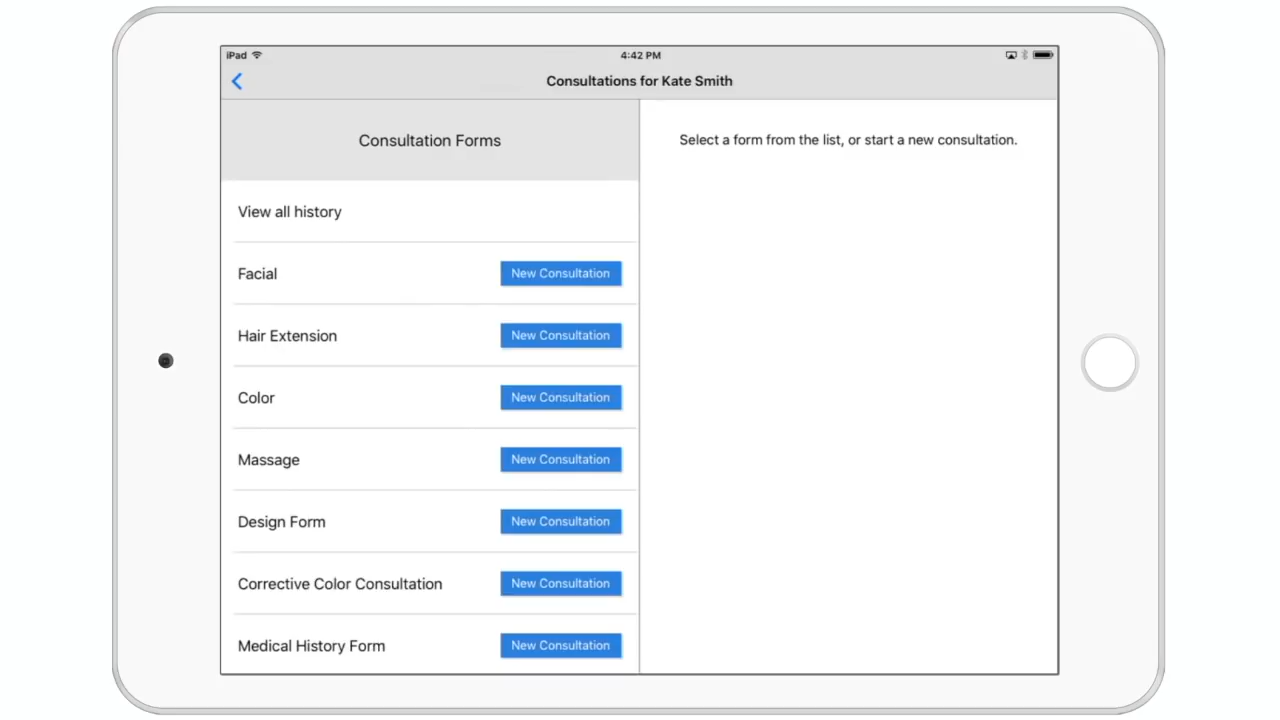 iPad
4:42 PM
Consultations for Kate Smith
Consultation Forms
Select a form from the list, or start a new consultation.
View all history
Facial
New Consultation
Hair Extension
New Consultation
Color
New Consultation
Massage
New Consultation
Design Form
New Consultation
Corrective Color Consultation
New Consultation
Medical History Form
New Consultation